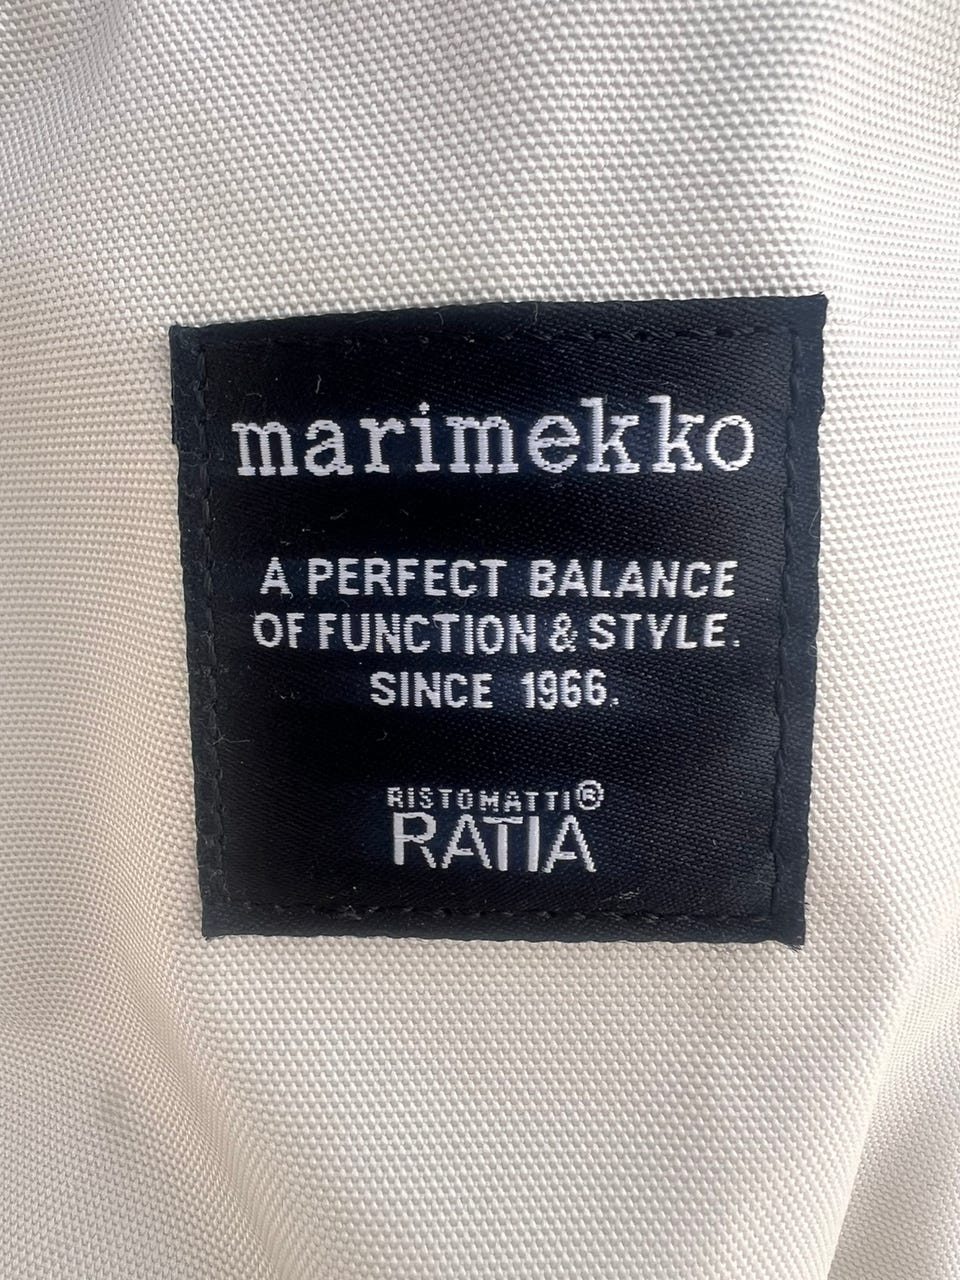 marimekko
A PERFECT BALANCE
OF FUNCTION & STYLE.
SINCE 1966.
RISTOMATTI®
RATIA